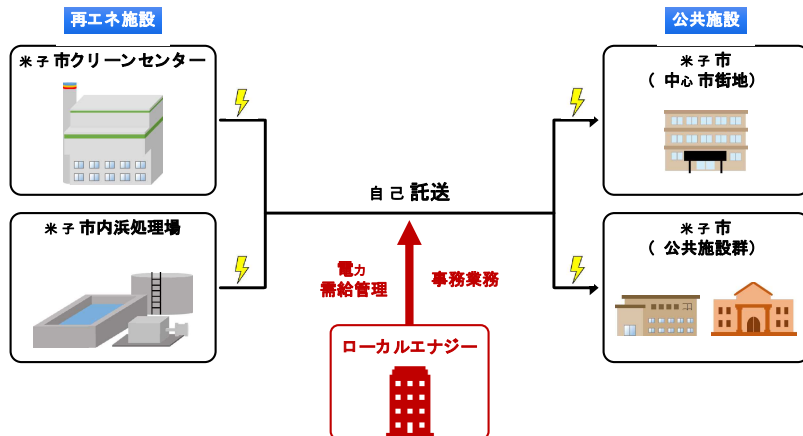 再エネ施設
公共施設
米子市クリーンセンター
米子市
(中心市街地)
自己託送
米子市内浜処理場
米子市
(公共施設群)
電力
需給管理
事務業務
ローカルエナジー